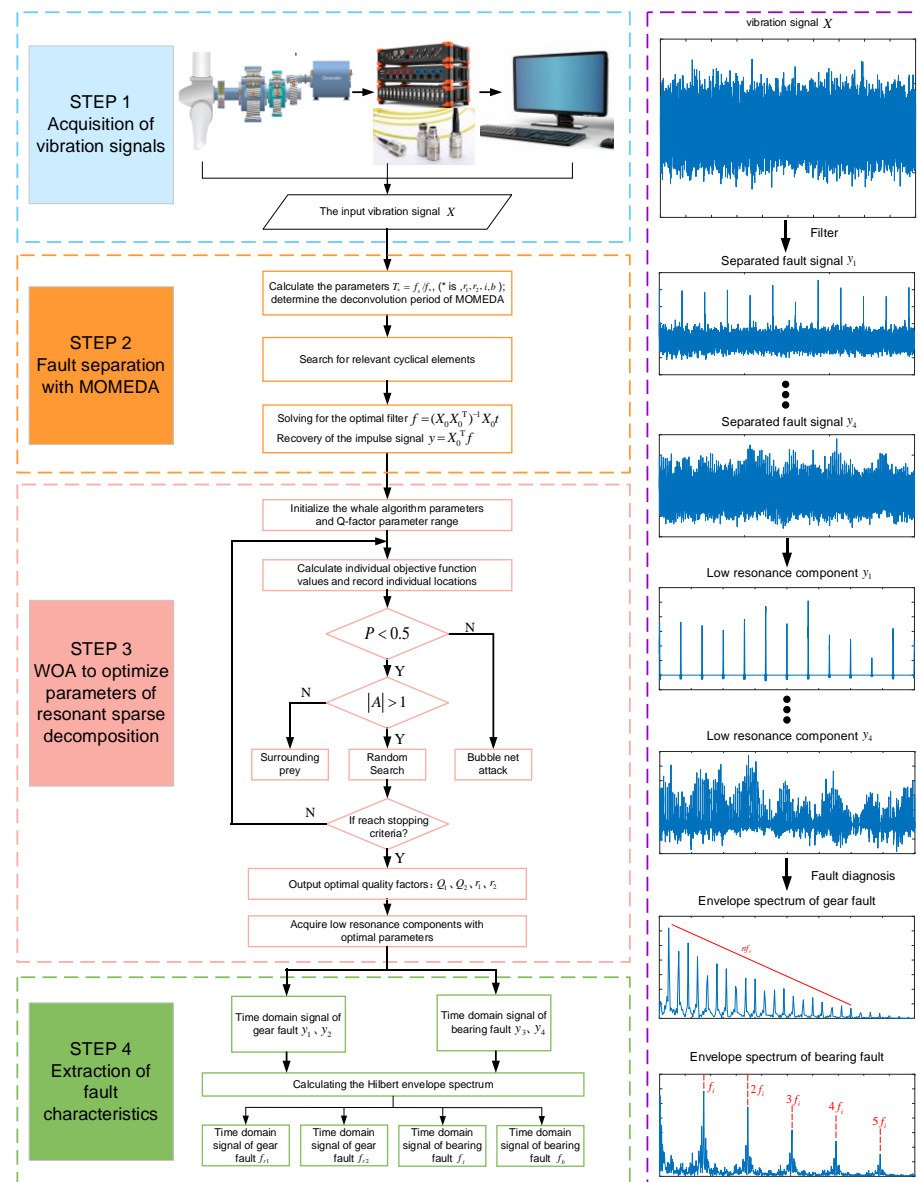 STEP 1
Acquisition of
vibration signals
Generator
The input vibration signal X
STEP 2
Fault separation
with MOMEDA
Calculate the parameters T* = fs/f*, (* is ,r1,r2,i,b);
determine the deconvolution period of MOMEDA
Search for relevant cyclical elements
Solving for the optimal filter f = (X₀X₀ᵀ)⁻¹X₀t
Recovery of the impulse signal y = X₀ᵀf
STEP 3
WOA to optimize
parameters of
resonant sparse
decomposition
Initialize the whale algorithm parameters
and Q-factor parameter range
Calculate individual objective function
values and record individual locations
P < 0.5
N
Y
|A| > 1
N
Y
Surrounding
prey
Random
Search
Bubble net
attack
If reach stopping
criteria?
N
Y
Output optimal quality factors：Q₁、Q₂、r₁、r₂
Acquire low resonance components with
optimal parameters
STEP 4
Extraction of
fault
characteristics
Time domain signal of
gear fault y₁、y₂
Time domain signal of
bearing fault y₃、y₄
Calculating the Hilbert envelope spectrum
Time domain
signal of gear
fault fr1
Time domain
signal of gear
fault fr2
Time domain
signal of bearing
fault fi
Time domain
signal of bearing
fault fb
vibration signal X
Filter
Separated fault signal y₁
Separated fault signal y₄
Low resonance component y₁
Low resonance component y₄
Fault diagnosis
Envelope spectrum of gear fault
Envelope spectrum of bearing fault
fi
2fi
3fi
4fi
5fi